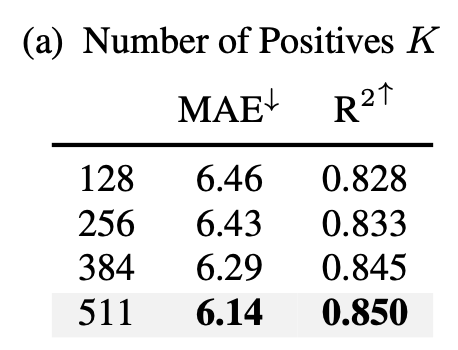 (a) Number of Positives K
MAE↓ R²↑
128 6.46 0.828
256 6.43 0.833
384 6.29 0.845
511 6.14 0.850